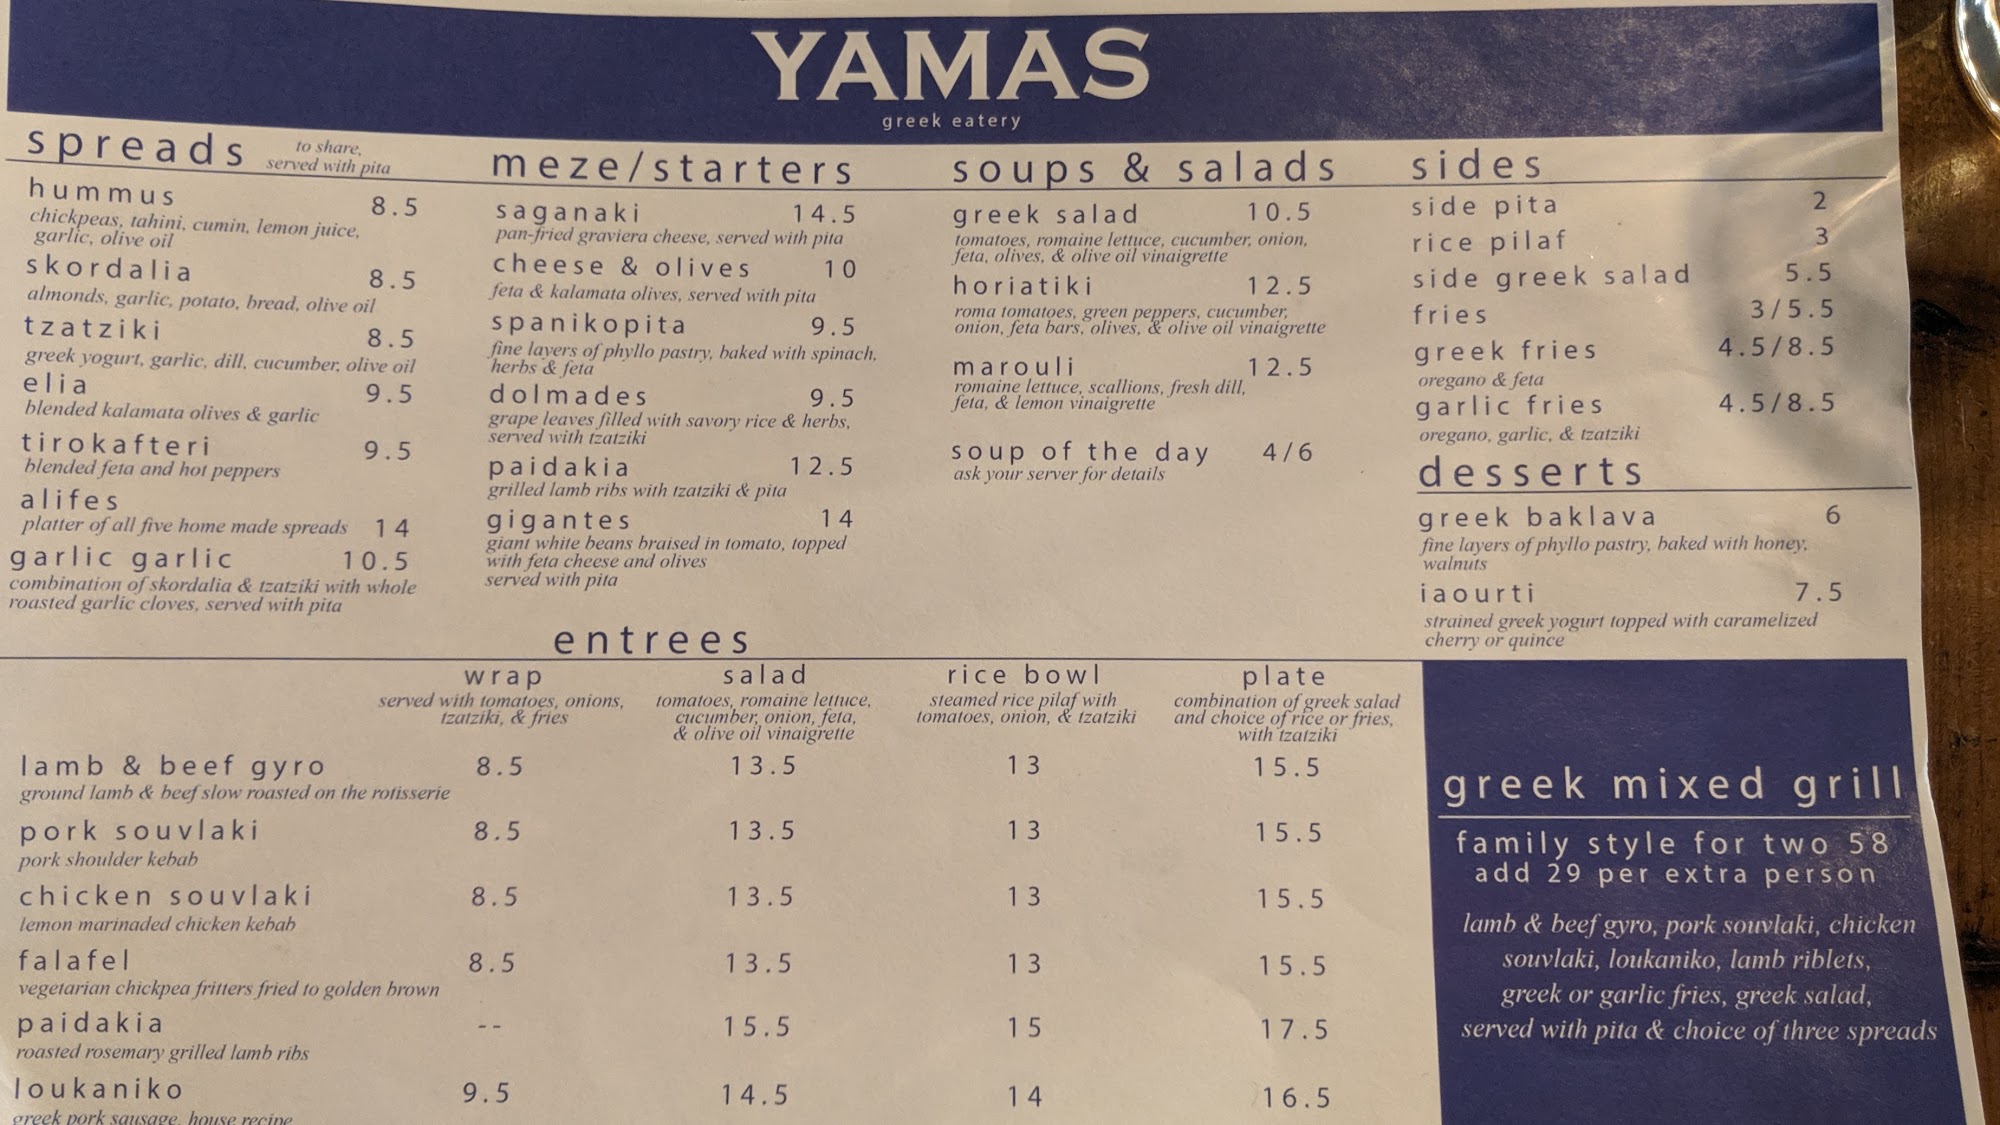 YAMAS
greek eatery
spreads to share,
served with pita
hummus 8.5
chickpeas, tahini, cumin, lemon juice,
garlic, olive oil
skordalia 8.5
almonds, garlic, potato, bread, olive oil
tzatziki 8.5
greek yogurt, garlic, dill, cucumber, olive oil
elia 9.5
blended kalamata olives & garlic
tirokafteri 9.5
blended feta and hot peppers
alifes
platter of all five home made spreads 14
garlic garlic 10.5
combination of skordalia & tzatziki with whole
roasted garlic cloves, served with pita
meze/starters
saganaki 14.5
pan-fried graviera cheese, served with pita
cheese & olives 10
feta & kalamata olives, served with pita
spanikopita 9.5
fine layers of phyllo pastry, baked with spinach,
herbs & feta
dolmades 9.5
grape leaves filled with savory rice & herbs,
served with tzatziki
paidakia 12.5
grilled lamb ribs with tzatziki & pita
gigantes 14
giant white beans braised in tomato, topped
with feta cheese and olives
served with pita
soups & salads
greek salad 10.5
tomatoes, romaine lettuce, cucumber, onion,
feta, olives, & olive oil vinaigrette
horiatiki 12.5
roma tomatoes, green peppers, cucumber,
onion, feta bars, olives, & olive oil vinaigrette
marouli 12.5
romaine lettuce, scallions, fresh dill,
feta, & lemon vinaigrette
soup of the day 4/6
ask your server for details
sides
side pita 2
rice pilaf 3
side greek salad 5.5
fries 3/5.5
greek fries 4.5/8.5
oregano & feta
garlic fries 4.5/8.5
oregano, garlic, & tzatziki
desserts
greek baklava 6
fine layers of phyllo pastry, baked with honey,
walnuts
iaourti 7.5
strained greek yogurt topped with caramelized
cherry or quince
entrees
wrap
served with tomatoes, onions,
tzatziki, & fries
salad
tomatoes, romaine lettuce,
cucumber, onion, feta,
& olive oil vinaigrette
rice bowl
steamed rice pilaf with
tomatoes, onion, & tzatziki
plate
combination of greek salad
and choice of rice or fries,
with tzatziki
lamb & beef gyro 8.5 13.5 13 15.5
ground lamb & beef slow roasted on the rotisserie
pork souvlaki 8.5 13.5 13 15.5
pork shoulder kebab
chicken souvlaki 8.5 13.5 13 15.5
lemon marinaded chicken kebab
falafel 8.5 13.5 13 15.5
vegetarian chickpea fritters fried to golden brown
paidakia -- 15.5 15 17.5
roasted rosemary grilled lamb ribs
loukaniko 9.5 14.5 14 16.5
greek pork sausage, house recipe
greek mixed grill
family style for two 58
add 29 per extra person
lamb & beef gyro, pork souvlaki, chicken
souvlaki, loukaniko, lamb riblets,
greek or garlic fries, greek salad,
served with pita & choice of three spreads